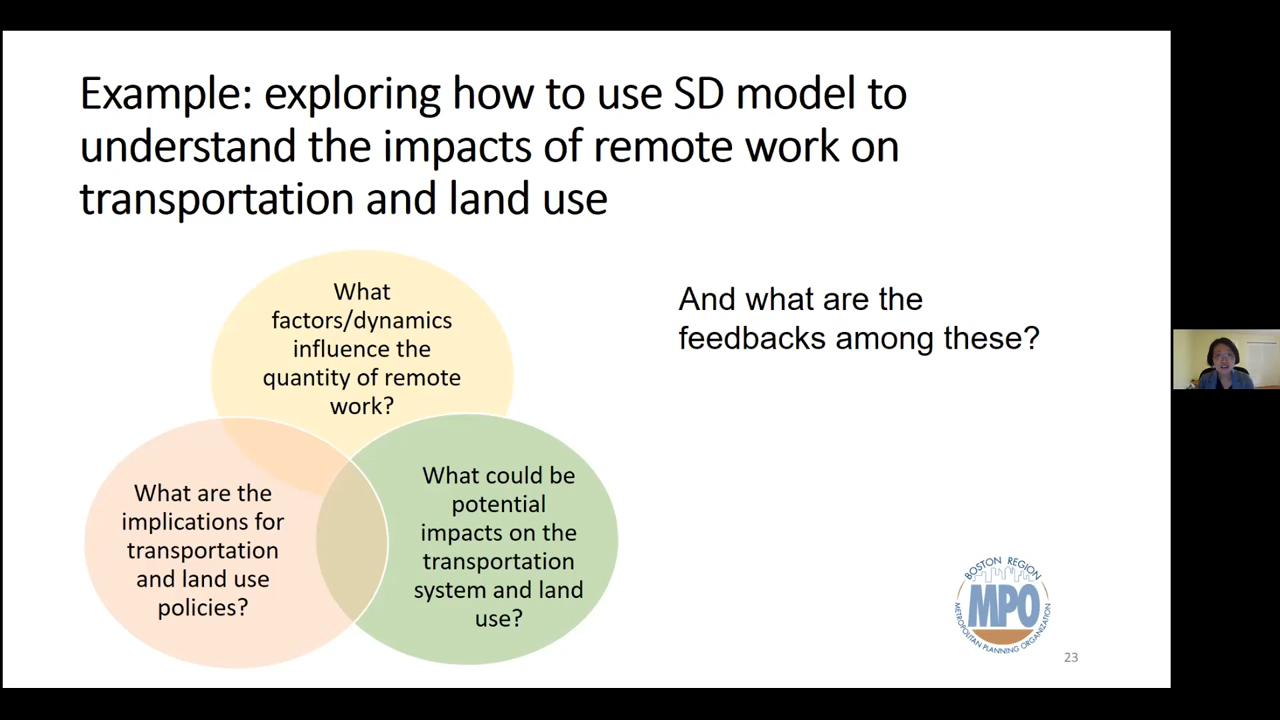 Example: exploring how to use SD model to
understand the impacts of remote work on
transportation and land use
What
factors/dynamics
influence the
quantity of remote
work?
And what are the
feedbacks among these?
What are the
implications for
transportation
and land use
policies?
What could be
potential
impacts on the
transportation
system and land
use?
BOSTON REGION
MPO
METROPOLITAN PLANNING ORGANIZATION
23